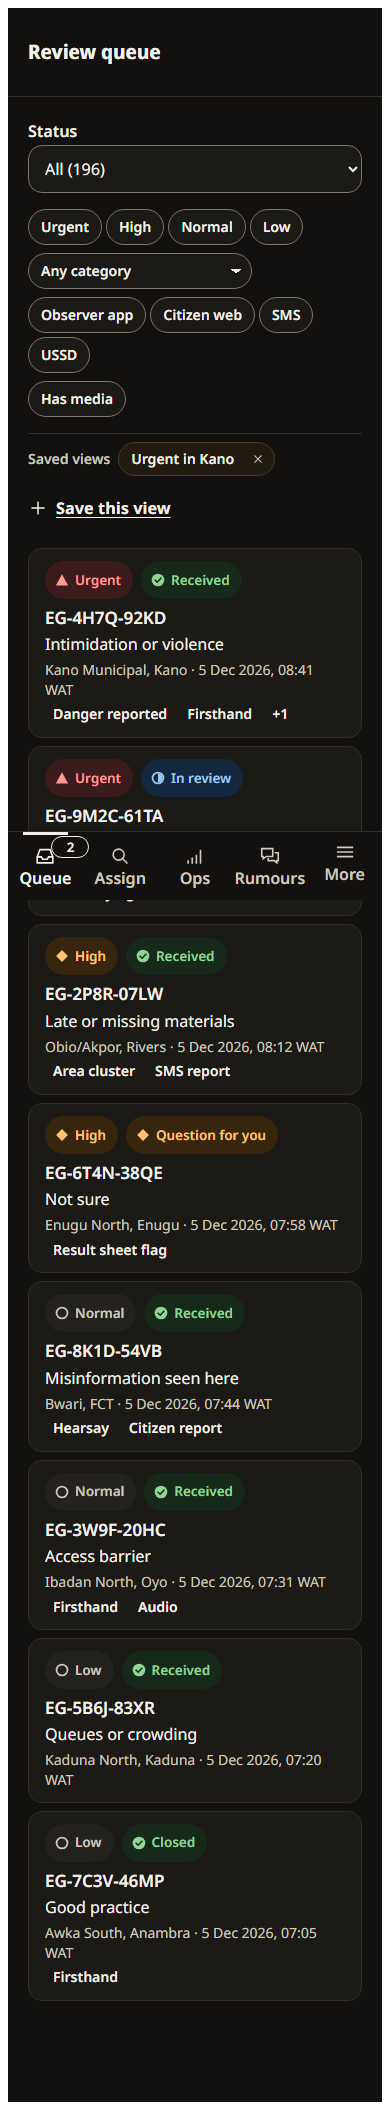 Review queue
Status
All (196)
Urgent High Normal Low
Any category
Observer app Citizen web SMS
USSD
Has media
Saved views Urgent in Kano ×
+ Save this view
Urgent Received
EG-4H7Q-92KD
Intimidation or violence
Kano Municipal, Kano · 5 Dec 2026, 08:41
WAT
Danger reported Firsthand +1
Urgent In review
EG-9M2C-61TA
2
Queue Assign Ops Rumours More
High Received
EG-2P8R-07LW
Late or missing materials
Obio/Akpor, Rivers · 5 Dec 2026, 08:12 WAT
Area cluster SMS report
High Question for you
EG-6T4N-38QE
Not sure
Enugu North, Enugu · 5 Dec 2026, 07:58 WAT
Result sheet flag
Normal Received
EG-8K1D-54VB
Misinformation seen here
Bwari, FCT · 5 Dec 2026, 07:44 WAT
Hearsay Citizen report
Normal Received
EG-3W9F-20HC
Access barrier
Ibadan North, Oyo · 5 Dec 2026, 07:31 WAT
Firsthand Audio
Low Received
EG-5B6J-83XR
Queues or crowding
Kaduna North, Kaduna · 5 Dec 2026, 07:20
WAT
Low Closed
EG-7C3V-46MP
Good practice
Awka South, Anambra · 5 Dec 2026, 07:05
WAT
Firsthand